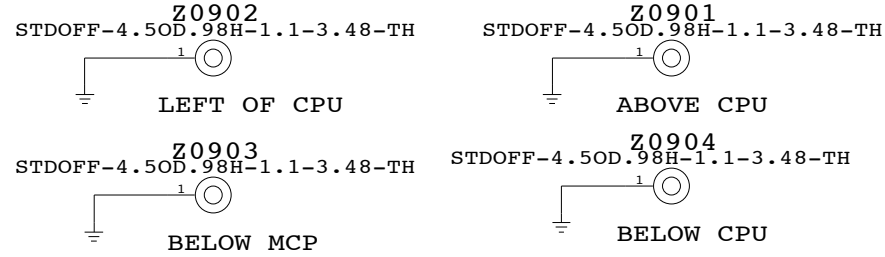 Z0902
STDOFF-4.5OD.98H-1.1-3.48-TH
1
LEFT OF CPU
Z0901
STDOFF-4.5OD.98H-1.1-3.48-TH
1
ABOVE CPU
Z0903
STDOFF-4.5OD.98H-1.1-3.48-TH
1
BELOW MCP
Z0904
STDOFF-4.5OD.98H-1.1-3.48-TH
1
BELOW CPU